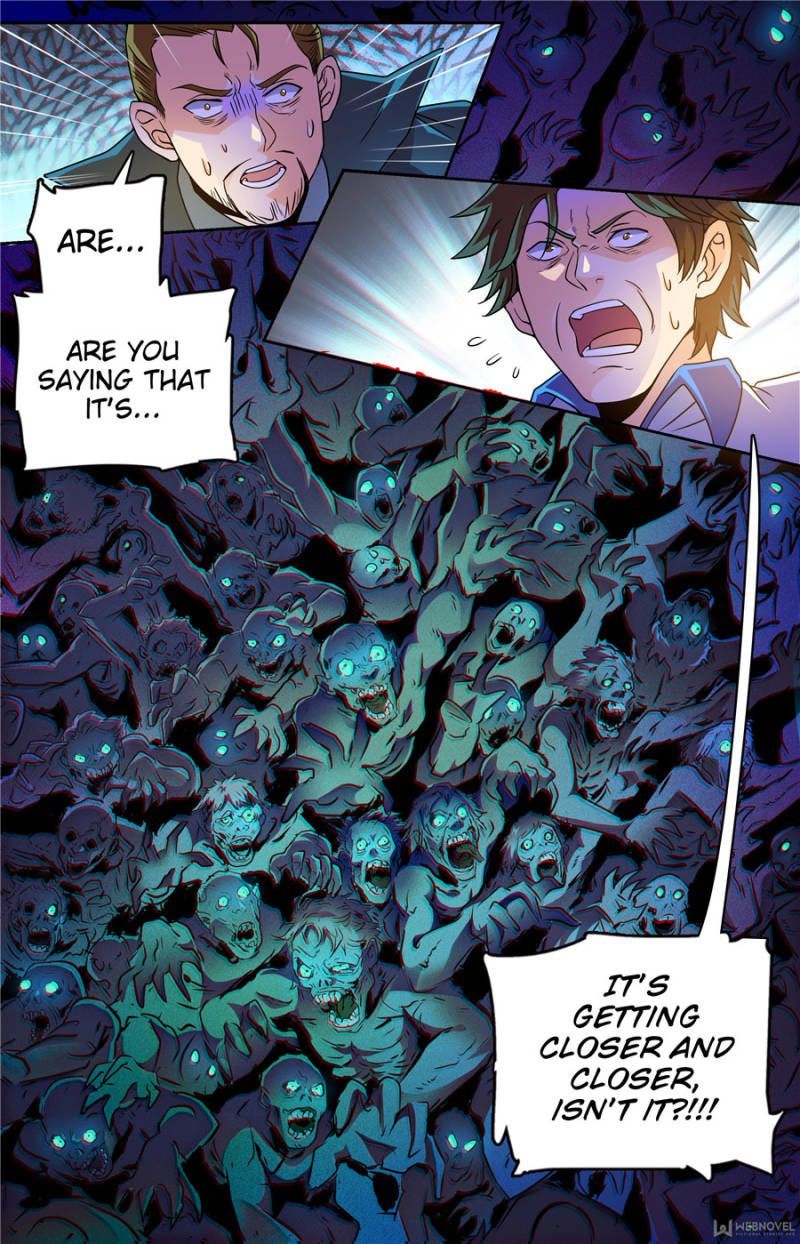 ARE...
ARE YOU
SAYING THAT
IT'S...
IT'S
GETTING
CLOSER AND
CLOSER,
ISN'T IT?!!!
WEBNOVEL